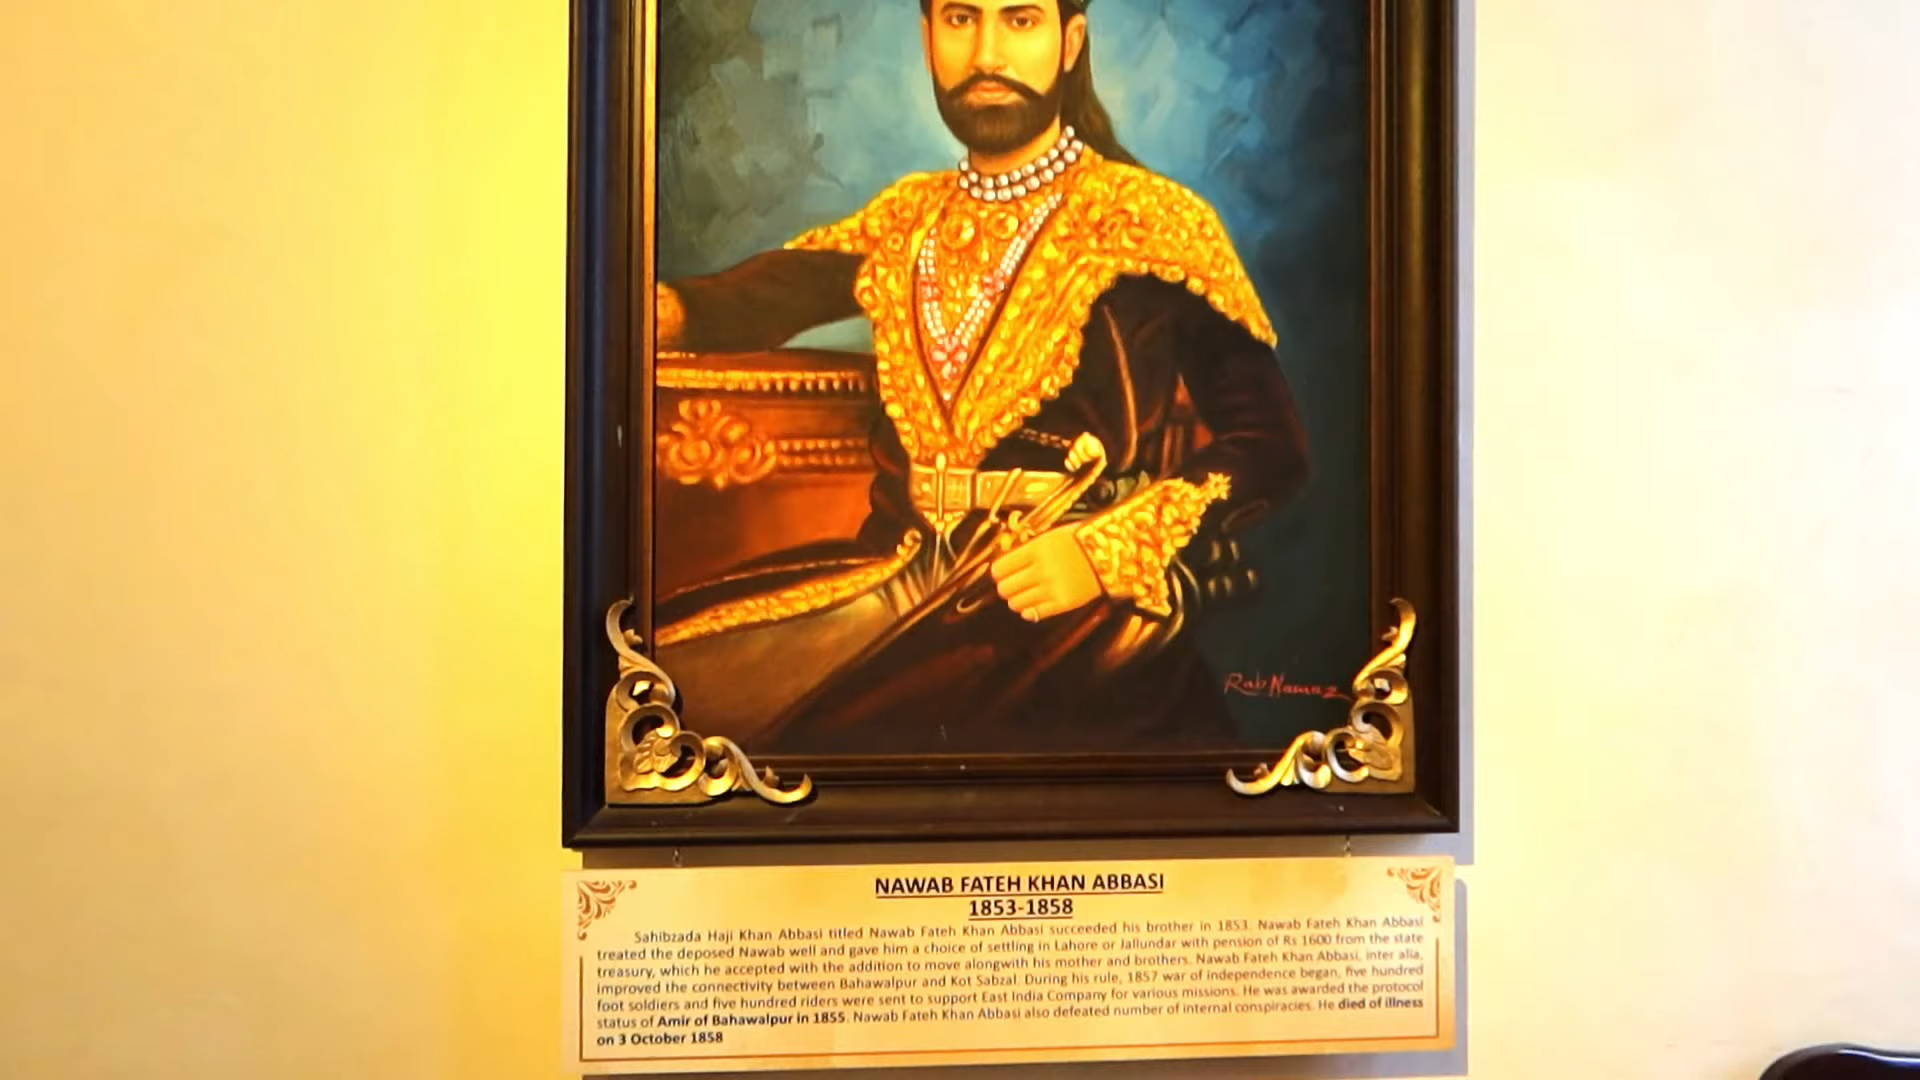 Rab Nawaz
NAWAB FATEH KHAN ABBASI
1853-1858
Sahibzada Haji Khan Abbasi titled Nawab Fateh Khan Abbasi succeeded his brother in 1853. Nawab Fateh Khan Abbasi
treated the deposed Nawab well and gave him a choice of settling in Lahore or Jallundar with pension of Rs 1600 from the state
treasury, which he accepted with the addition to move alongwith his mother and brothers. Nawab Fateh Khan Abbasi, inter alia,
improved the connectivity between Bahawalpur and Kot Sabzal. During his rule, 1857 war of independence began, five hundred
foot soldiers and five hundred riders were sent to support East India Company for various missions. He was awarded the protocol
status of Amir of Bahawalpur in 1855. Nawab Fateh Khan Abbasi also defeated number of internal conspiracies. He died of illness
on 3 October 1858